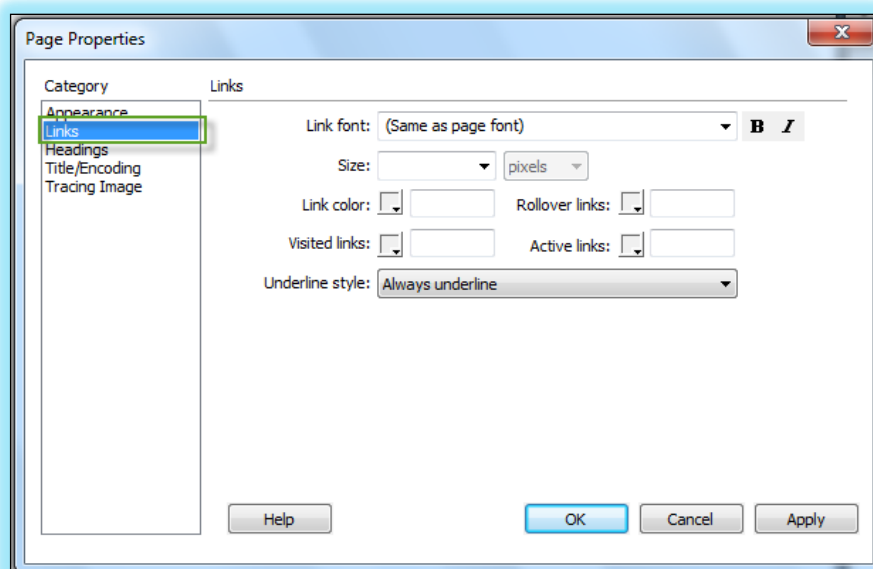 Page Properties
X
Category
Links
Appearance
Links
Headings
Title/Encoding
Tracing Image
Link font: (Same as page font) B I
Size: pixels
Link color: Rollover links:
Visited links: Active links:
Underline style: Always underline
Help OK Cancel Apply